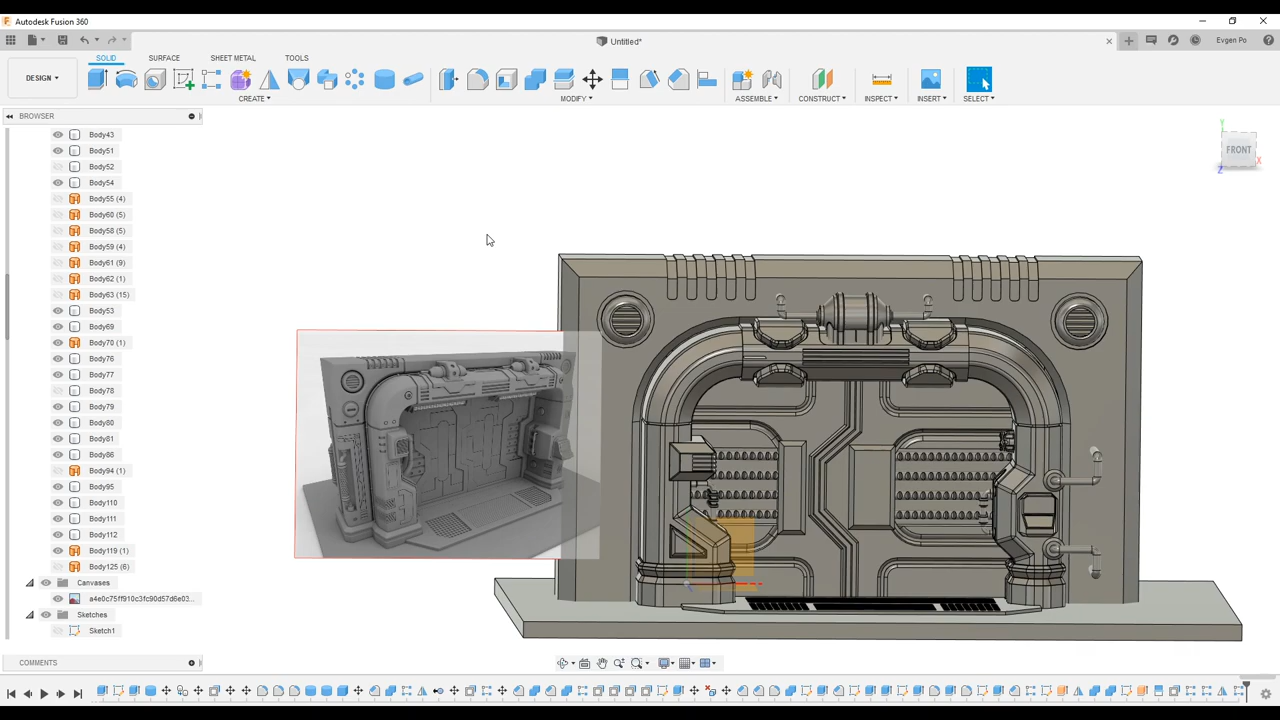 Autodesk Fusion 360
Untitled*
Evgen Po
SOLID SURFACE SHEET METAL TOOLS
DESIGN
CREATE MODIFY ASSEMBLE CONSTRUCT INSPECT INSERT SELECT
BROWSER
Body43
Body51
Body52
Body54
Body55 (4)
Body60 (5)
Body58 (5)
Body59 (4)
Body61 (9)
Body62 (1)
Body63 (15)
Body53
Body69
Body70 (1)
Body76
Body77
Body78
Body79
Body80
Body81
Body86
Body94 (1)
Body95
Body110
Body111
Body112
Body119 (1)
Body125 (6)
Canvases
a4e0c75ff910c3fc90d57d6e03...
Sketches
Sketch1
COMMENTS
Y
FRONT
X
Z